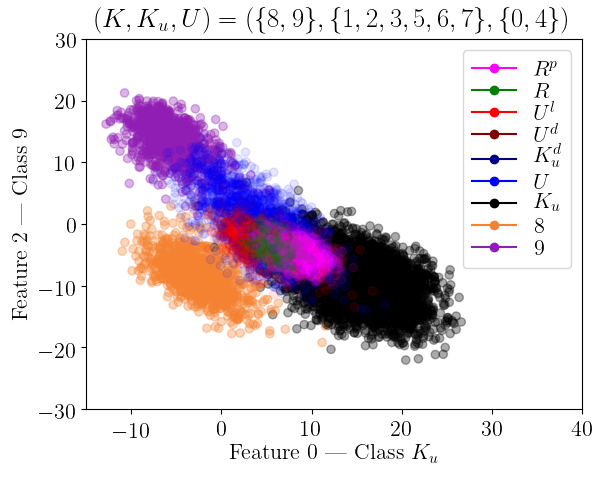 (K, K_u, U) = ({8, 9}, {1, 2, 3, 5, 6, 7}, {0, 4})
30
20
10
0
−10
−20
−30
Feature 2 — Class 9
R^p
R
U^l
U^d
K_u^d
U
K_u
8
9
−10 0 10 20 30 40
Feature 0 — Class K_u